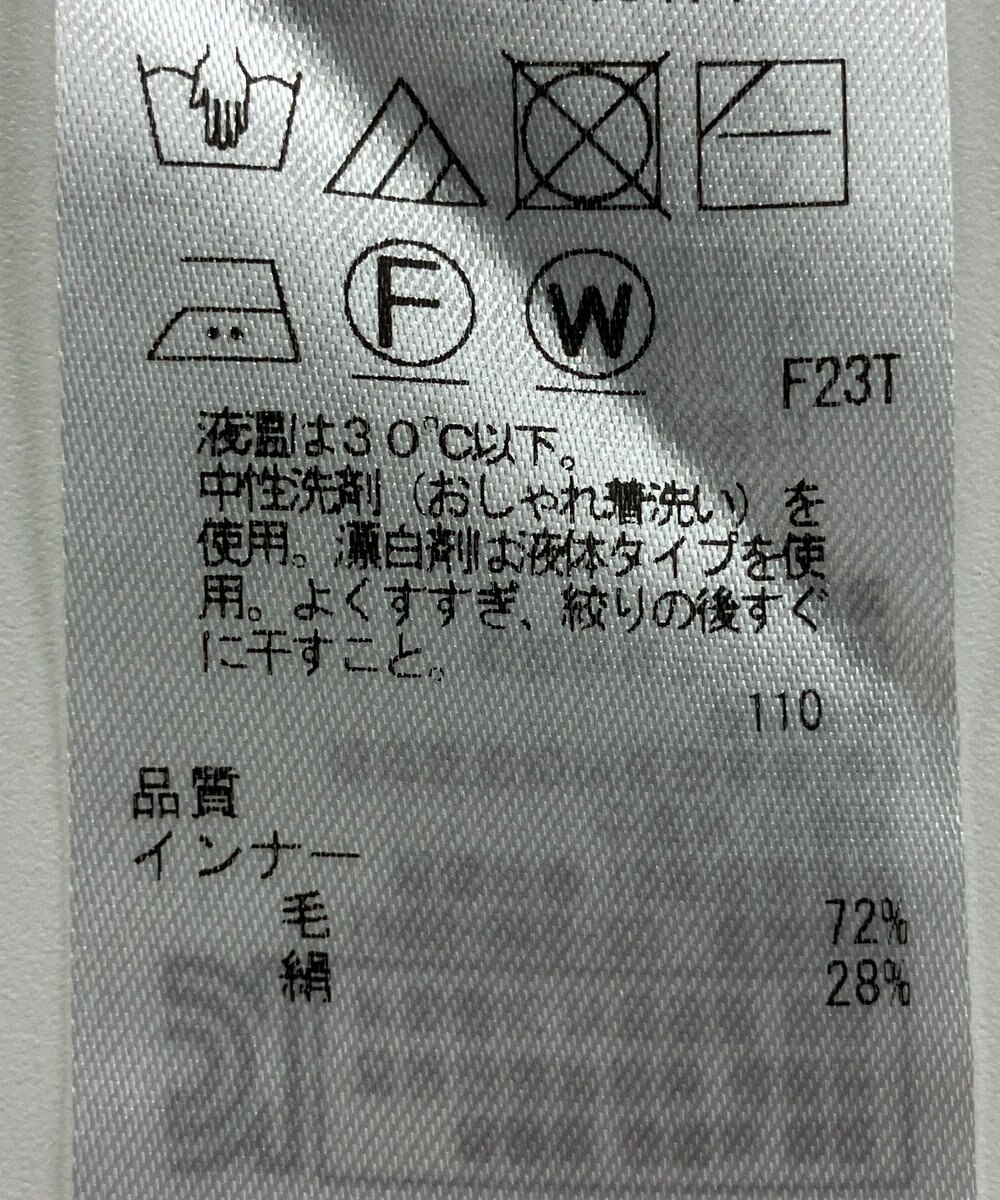 F
W
F23T
液温は30℃以下。
中性洗剤（おしゃれ着洗い）を
使用。漂白剤は液体タイプを使
用。よくすすぎ、絞りの後すぐ
に干すこと。
110
品質
インナー
毛 72%
絹 28%